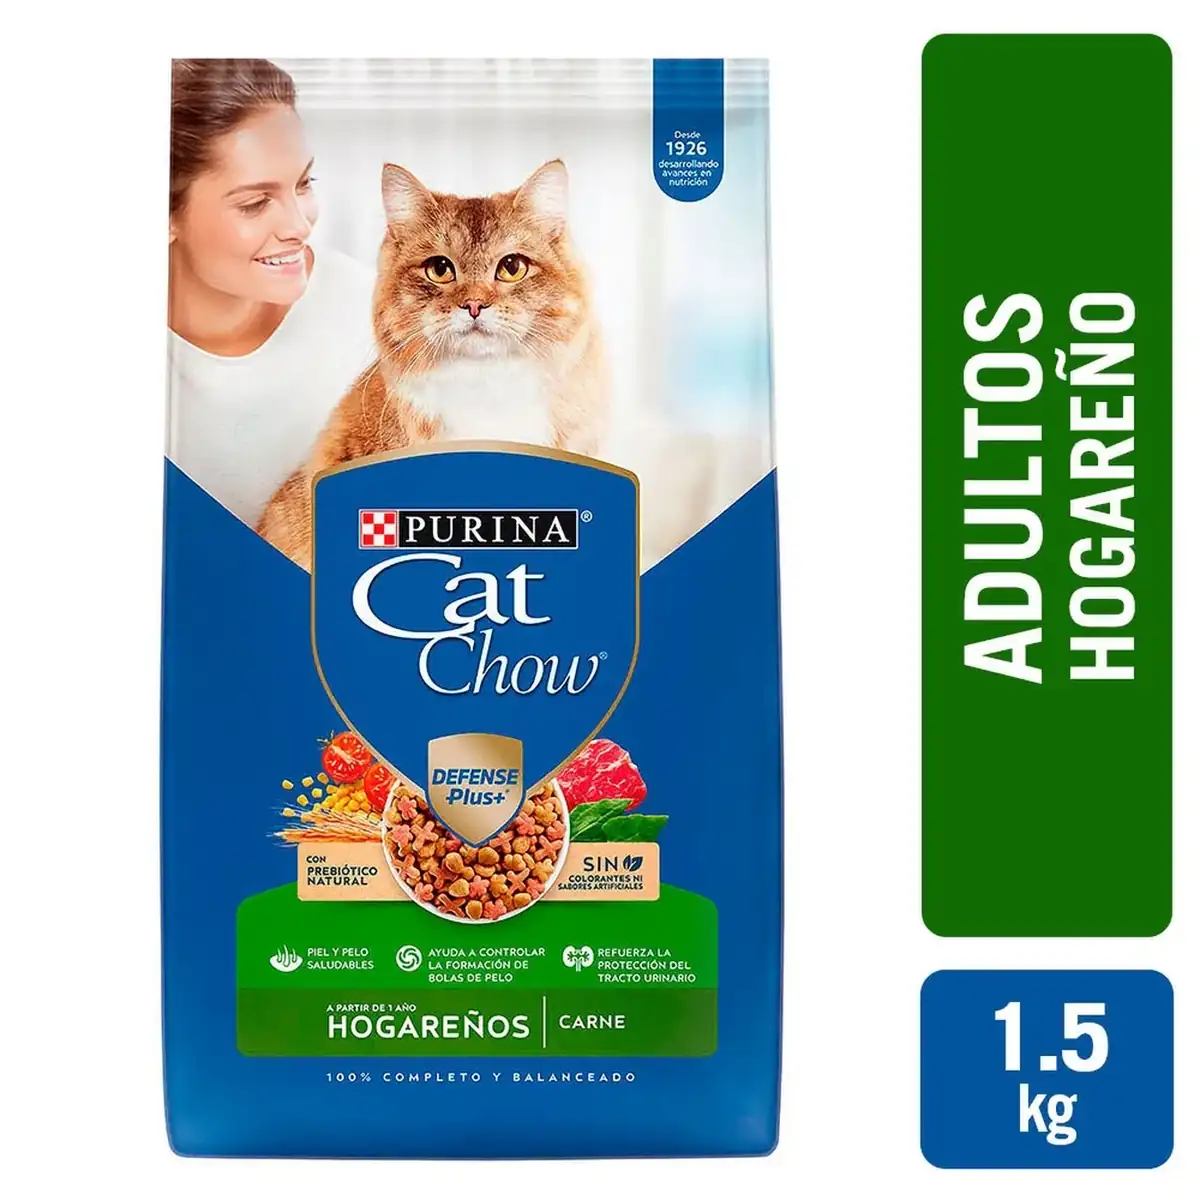 Desde
1926
desarrollando
avances en
nutrición
PURINA®
Cat
Chow®
DEFENSE
Plus+
CON
PREBIÓTICO
NATURAL
SIN
COLORANTES NI
SABORES ARTIFICIALES
PIEL Y PELO
SALUDABLES
AYUDA A CONTROLAR
LA FORMACIÓN DE
BOLAS DE PELO
REFUERZA LA
PROTECCIÓN DEL
TRACTO URINARIO
A PARTIR DE 1 AÑO
HOGAREÑOS
CARNE
100% COMPLETO Y BALANCEADO
ADULTOS
HOGAREÑO
1.5
kg